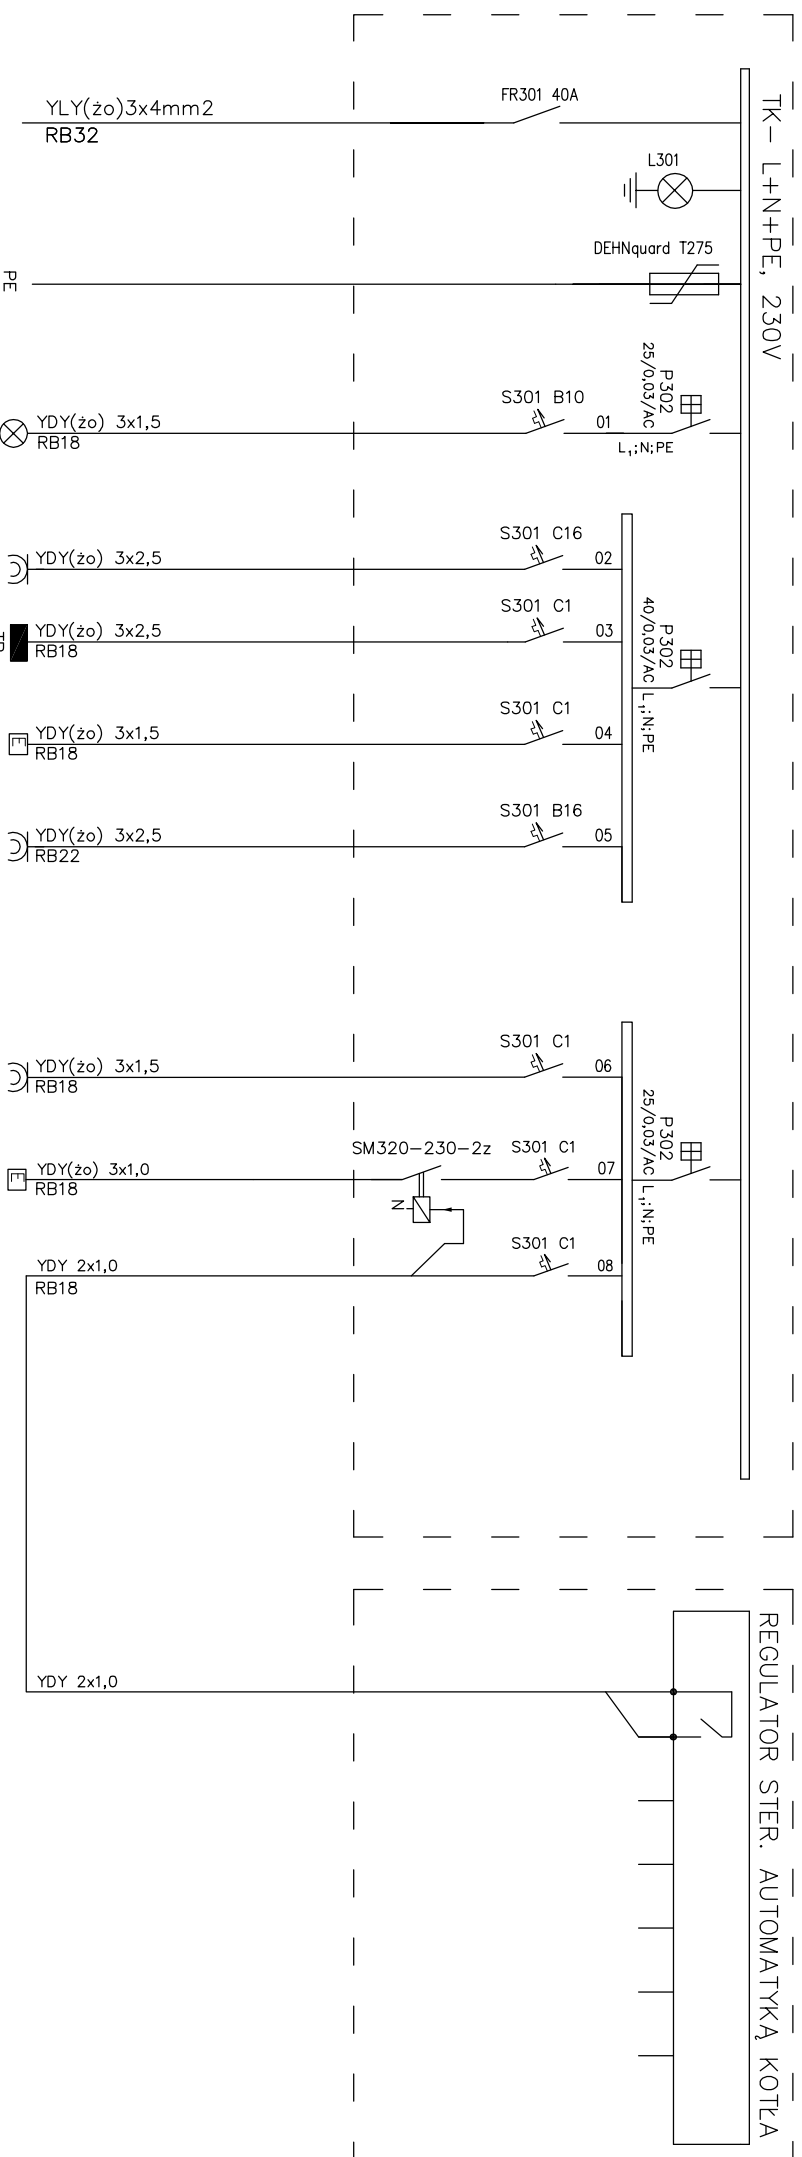 TK- L+N+PE, 230V
FR301 40A
YLY(żo)3x4mm2
RB32
L301
DEHNquard T275
PE
P302
25/0,03/AC
L₁;N;PE
S301 B10
01
YDY(żo) 3x1,5
RB18
S301 C16
02
YDY(żo) 3x2,5
P302
40/0,03/AC L₁;N;PE
S301 C1
03
YDY(żo) 3x2,5
RB18
S301 C1
04
YDY(żo) 3x1,5
RB18
E
S301 B16
05
YDY(żo) 3x2,5
RB22
S301 C1
06
YDY(żo) 3x1,5
RB18
P302
25/0,03/AC L₁;N;PE
SM320-230-2z
S301 C1
07
YDY(żo) 3x1,0
RB18
E
N
S301 C1
08
YDY 2x1,0
RB18
REGULATOR STER. AUTOMATYKĄ KOTŁA
YDY 2x1,0